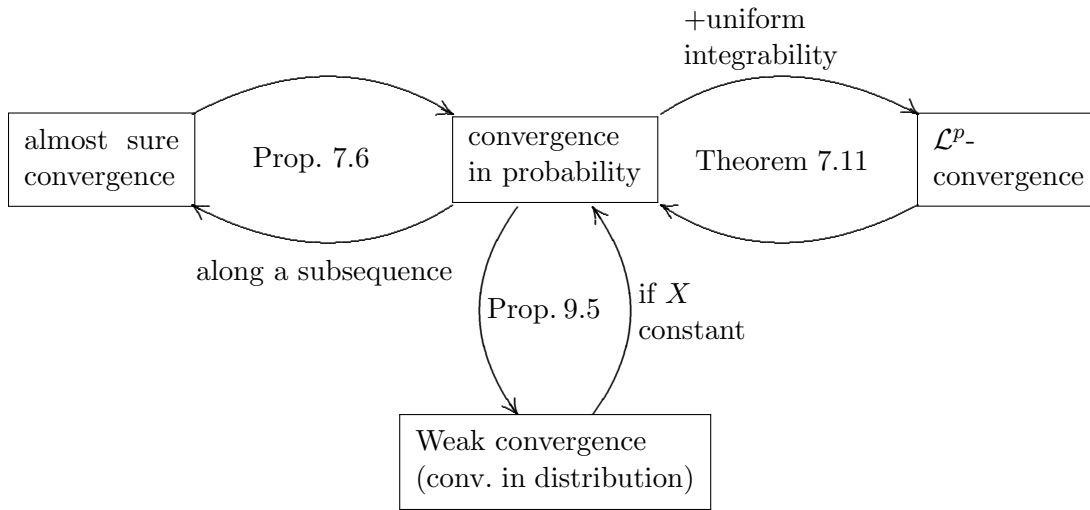 +uniform
integrability
almost sure
convergence
Prop. 7.6
convergence
in probability
Theorem 7.11
ℒᵖ-
convergence
along a subsequence
Prop. 9.5
if X
constant
Weak convergence
(conv. in distribution)